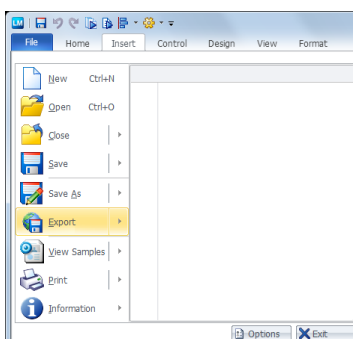 LM
File Home Insert Control Design View Format
New Ctrl+N
Open Ctrl+O
Close
Save
Save As
Export
View Samples
Print
Information
Options Exit